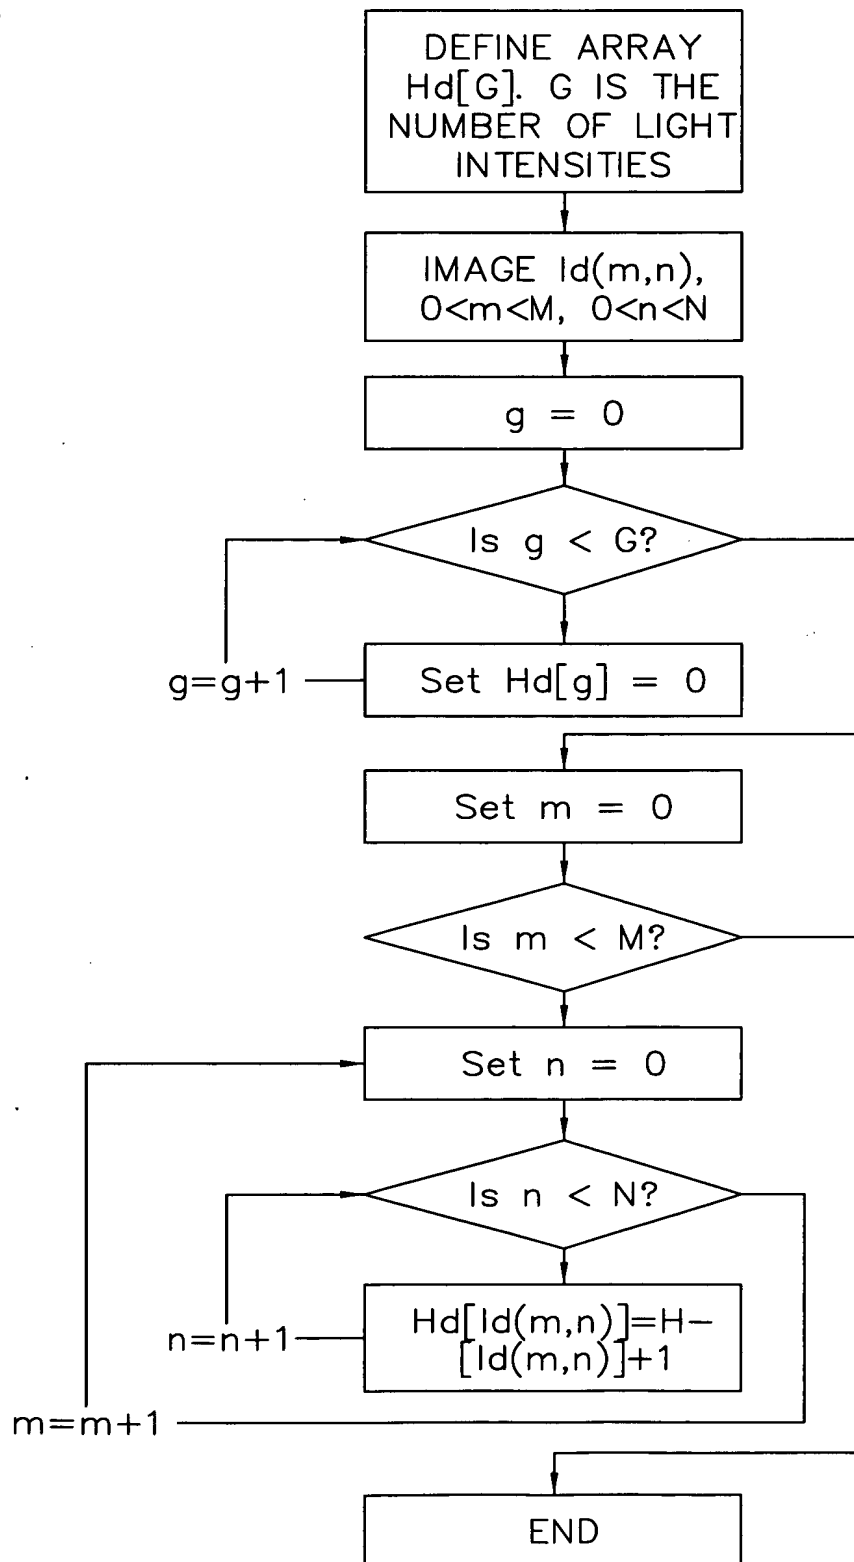 DEFINE ARRAY
Hd[G]. G IS THE
NUMBER OF LIGHT
INTENSITIES
IMAGE Id(m,n),
0<m<M, 0<n<N
g = 0
Is g < G?
g=g+1
Set Hd[g] = 0
Set m = 0
Is m < M?
Set n = 0
Is n < N?
Hd[Id(m,n)]=H-
[Id(m,n)]+1
n=n+1
m=m+1
END